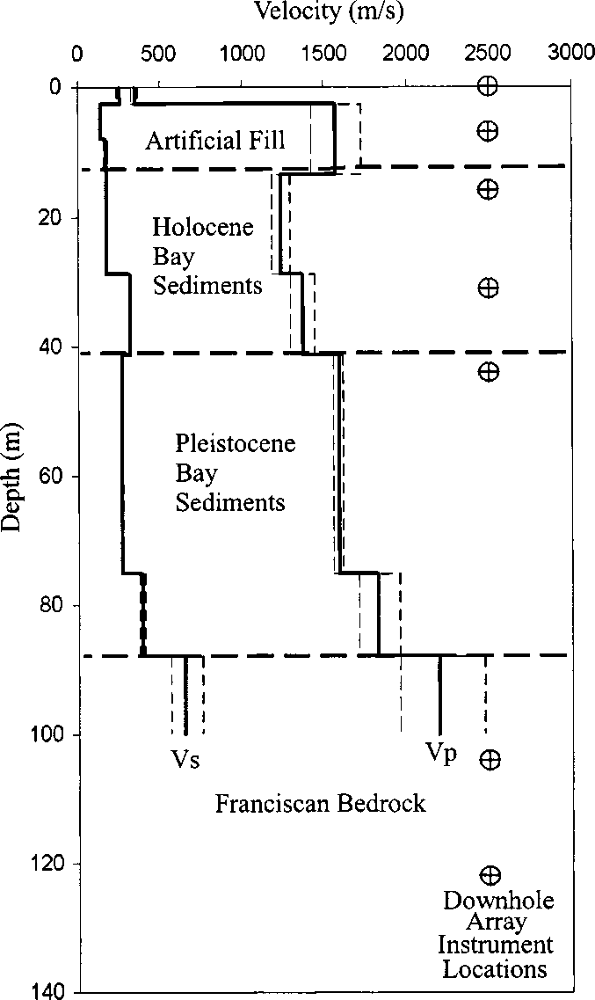 Velocity (m/s)
0 500 1000 1500 2000 2500 3000
0
Artificial Fill
20
Holocene
Bay
Sediments
40
Pleistocene
Bay
Sediments
60
Depth (m)
80
100
Vs
Vp
Franciscan Bedrock
120
Downhole
Array
Instrument
Locations
140